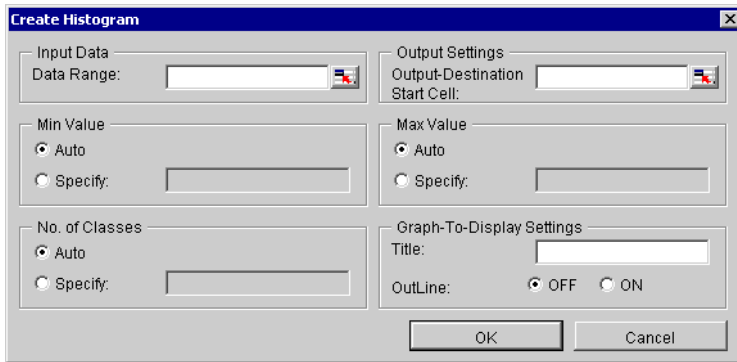 Create Histogram
Input Data
Data Range:
Output Settings
Output-Destination
Start Cell:
Min Value
Auto
Specify:
Max Value
Auto
Specify:
No. of Classes
Auto
Specify:
Graph-To-Display Settings
Title:
OutLine: OFF ON
OK Cancel